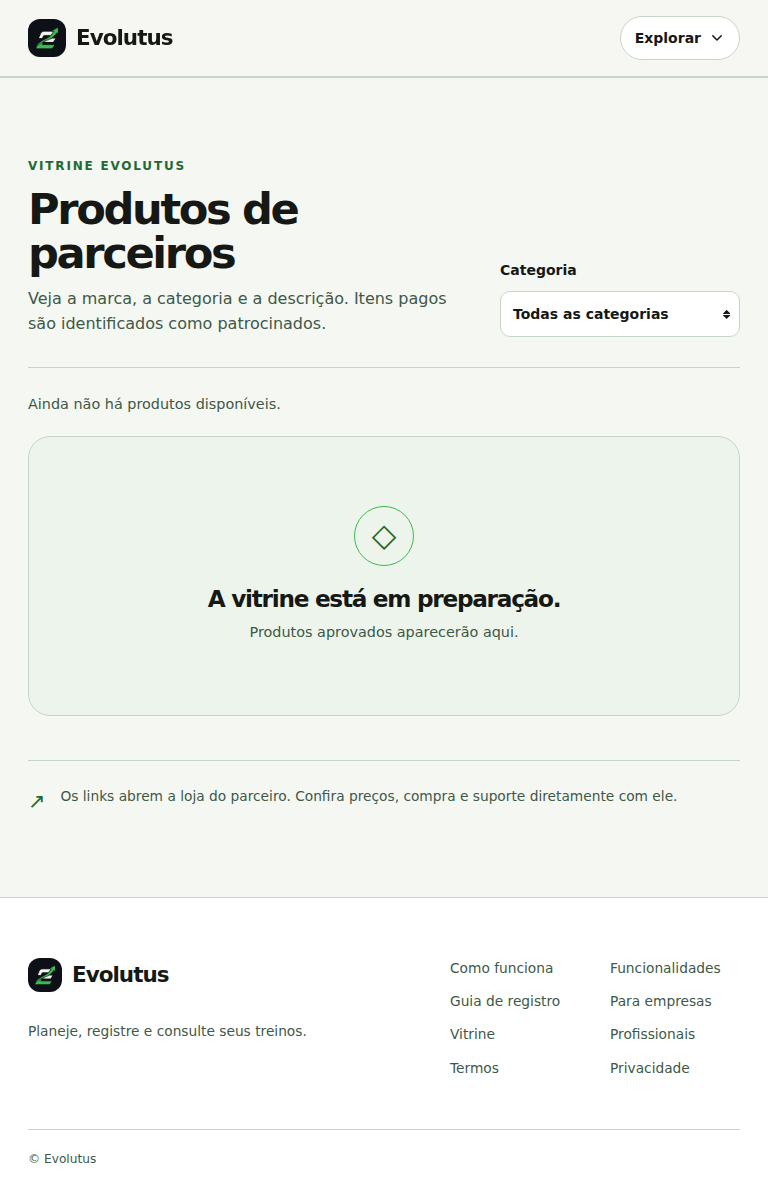 Evolutus
Explorar
VITRINE EVOLUTUS
Produtos de
parceiros
Veja a marca, a categoria e a descrição. Itens pagos
são identificados como patrocinados.
Categoria
Todas as categorias
Ainda não há produtos disponíveis.
A vitrine está em preparação.
Produtos aprovados aparecerão aqui.
Os links abrem a loja do parceiro. Confira preços, compra e suporte diretamente com ele.
Evolutus
Planeje, registre e consulte seus treinos.
Como funciona
Funcionalidades
Guia de registro
Para empresas
Vitrine
Profissionais
Termos
Privacidade
© Evolutus